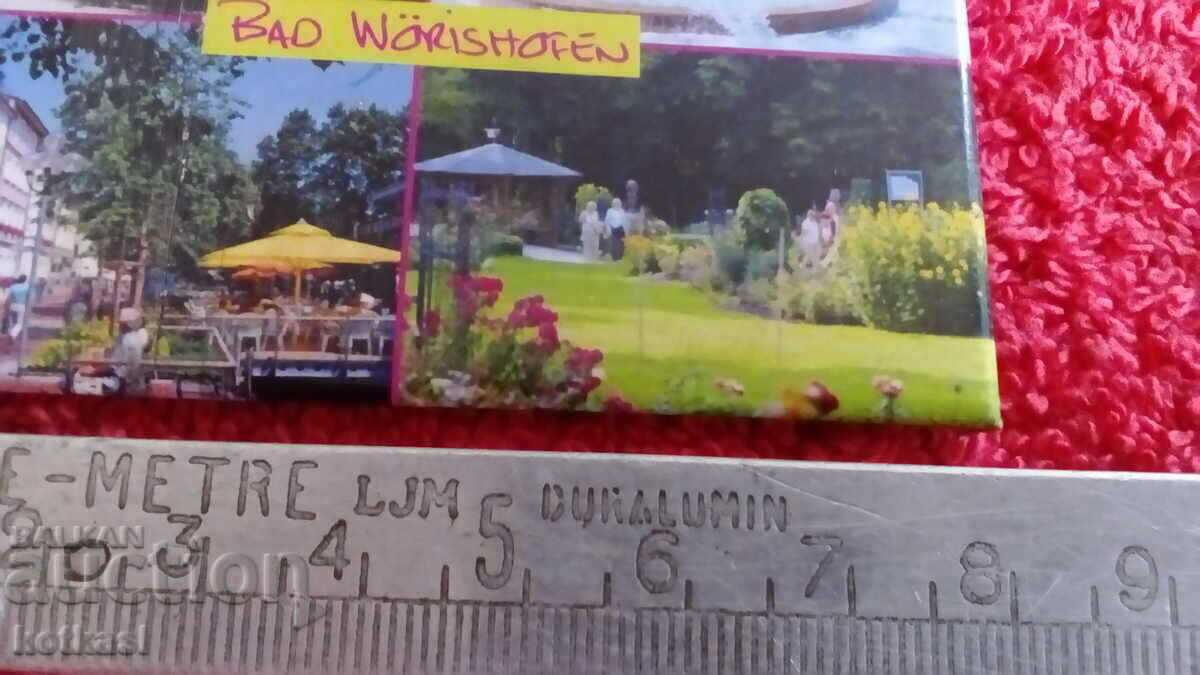 BAD WÖRISHOFEN
E-METRE LJM DURALUMIN
3 4 5 6 7 8 9
BALKAN
auction
kotkasl